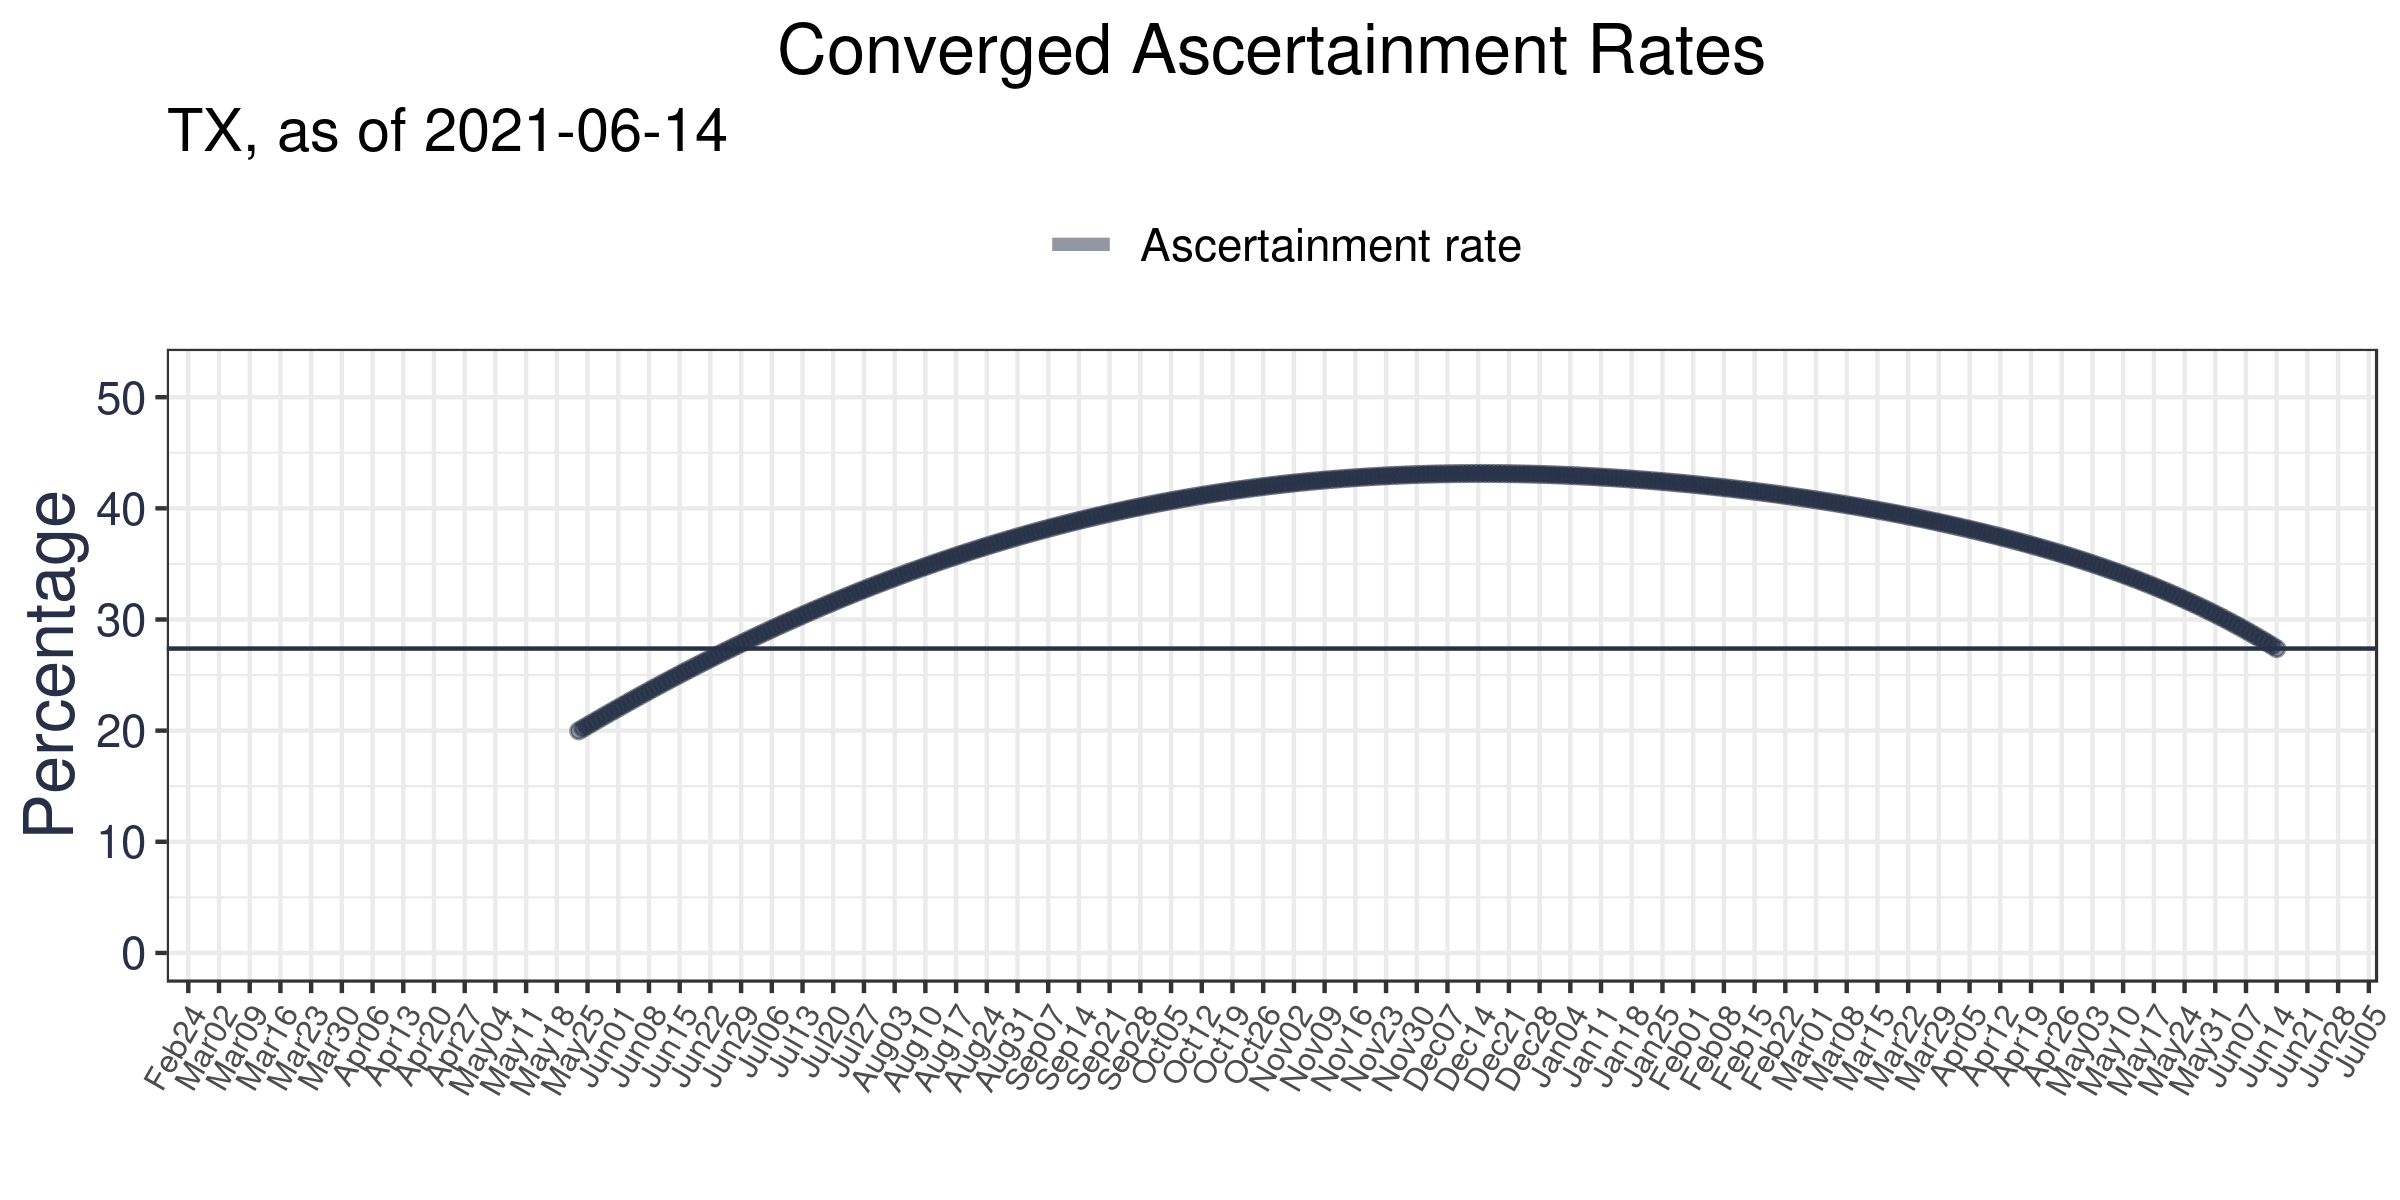 Converged Ascertainment Rates
TX, as of 2021-06-14
Ascertainment rate
Percentage
50
40
30
20
10
0
Feb24 Mar02 Mar09 Mar16 Mar23 Mar30 Apr06 Apr13 Apr20 Apr27 May04 May11 May18 May25 Jun01 Jun08 Jun15 Jun22 Jun29 Jul06 Jul13 Jul20 Jul27 Aug03 Aug10 Aug17 Aug24 Aug31 Sep07 Sep14 Sep21 Sep28 Oct05 Oct12 Oct19 Oct26 Nov02 Nov09 Nov16 Nov23 Nov30 Dec07 Dec14 Dec21 Dec28 Jan04 Jan11 Jan18 Jan25 Feb01 Feb08 Feb15 Feb22 Mar01 Mar08 Mar15 Mar22 Mar29 Apr05 Apr12 Apr19 Apr26 May03 May10 May17 May24 May31 Jun07 Jun14 Jun21 Jun28 Jul05